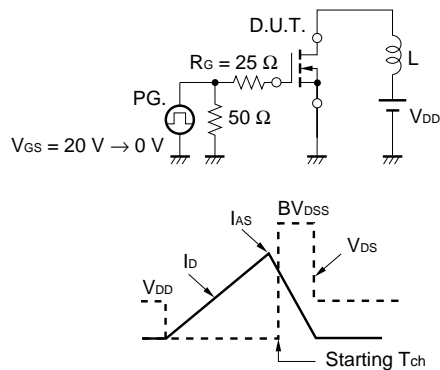 D.U.T.
L
RG = 25 Ω
PG.
50 Ω
VDD
VGS = 20 V → 0 V
BVDSS
IAS
VDS
ID
VDD
Starting Tch